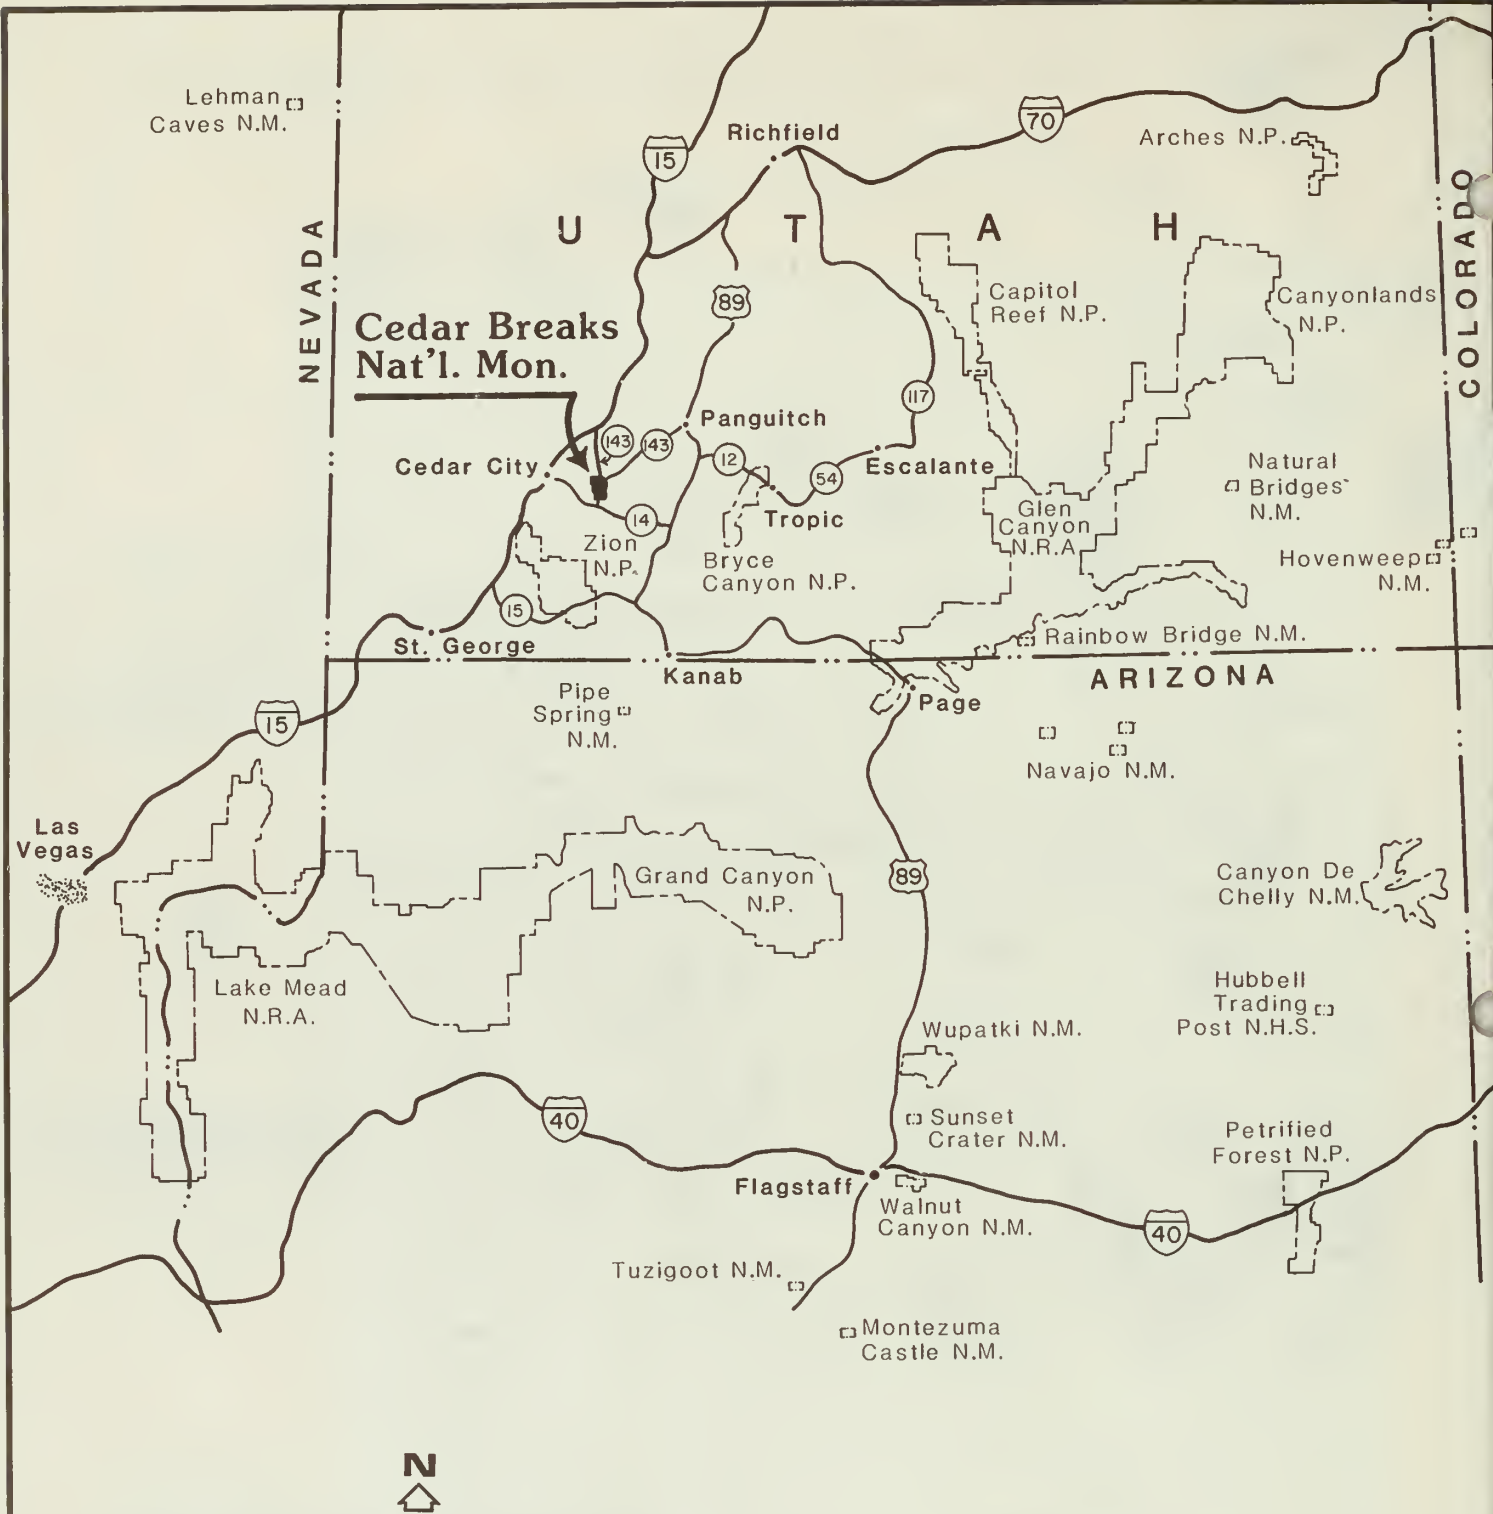 Lehman
Caves N.M.
15
Richfield
70
Arches N.P.
NEVADA
U T A H
COLORADO
Capitol
Reef N.P.
Canyonlands
N.P.
89
Cedar Breaks
Nat'l. Mon.
117
Panguitch
143
143
Cedar City
12
54
Escalante
Natural
Bridges
N.M.
14
Tropic
Glen
Canyon
N.R.A.
Zion
N.P.
Bryce
Canyon N.P.
Hovenweep
N.M.
15
St. George
Rainbow Bridge N.M.
Kanab
ARIZONA
Page
Pipe
Spring
N.M.
15
Navajo N.M.
Las
Vegas
Grand Canyon
N.P.
89
Canyon De
Chelly N.M.
Lake Mead
N.R.A.
Hubbell
Trading
Post N.H.S.
Wupatki N.M.
40
Sunset
Crater N.M.
Petrified
Forest N.P.
Flagstaff
Walnut
Canyon N.M.
40
Tuzigoot N.M.
Montezuma
Castle N.M.
N